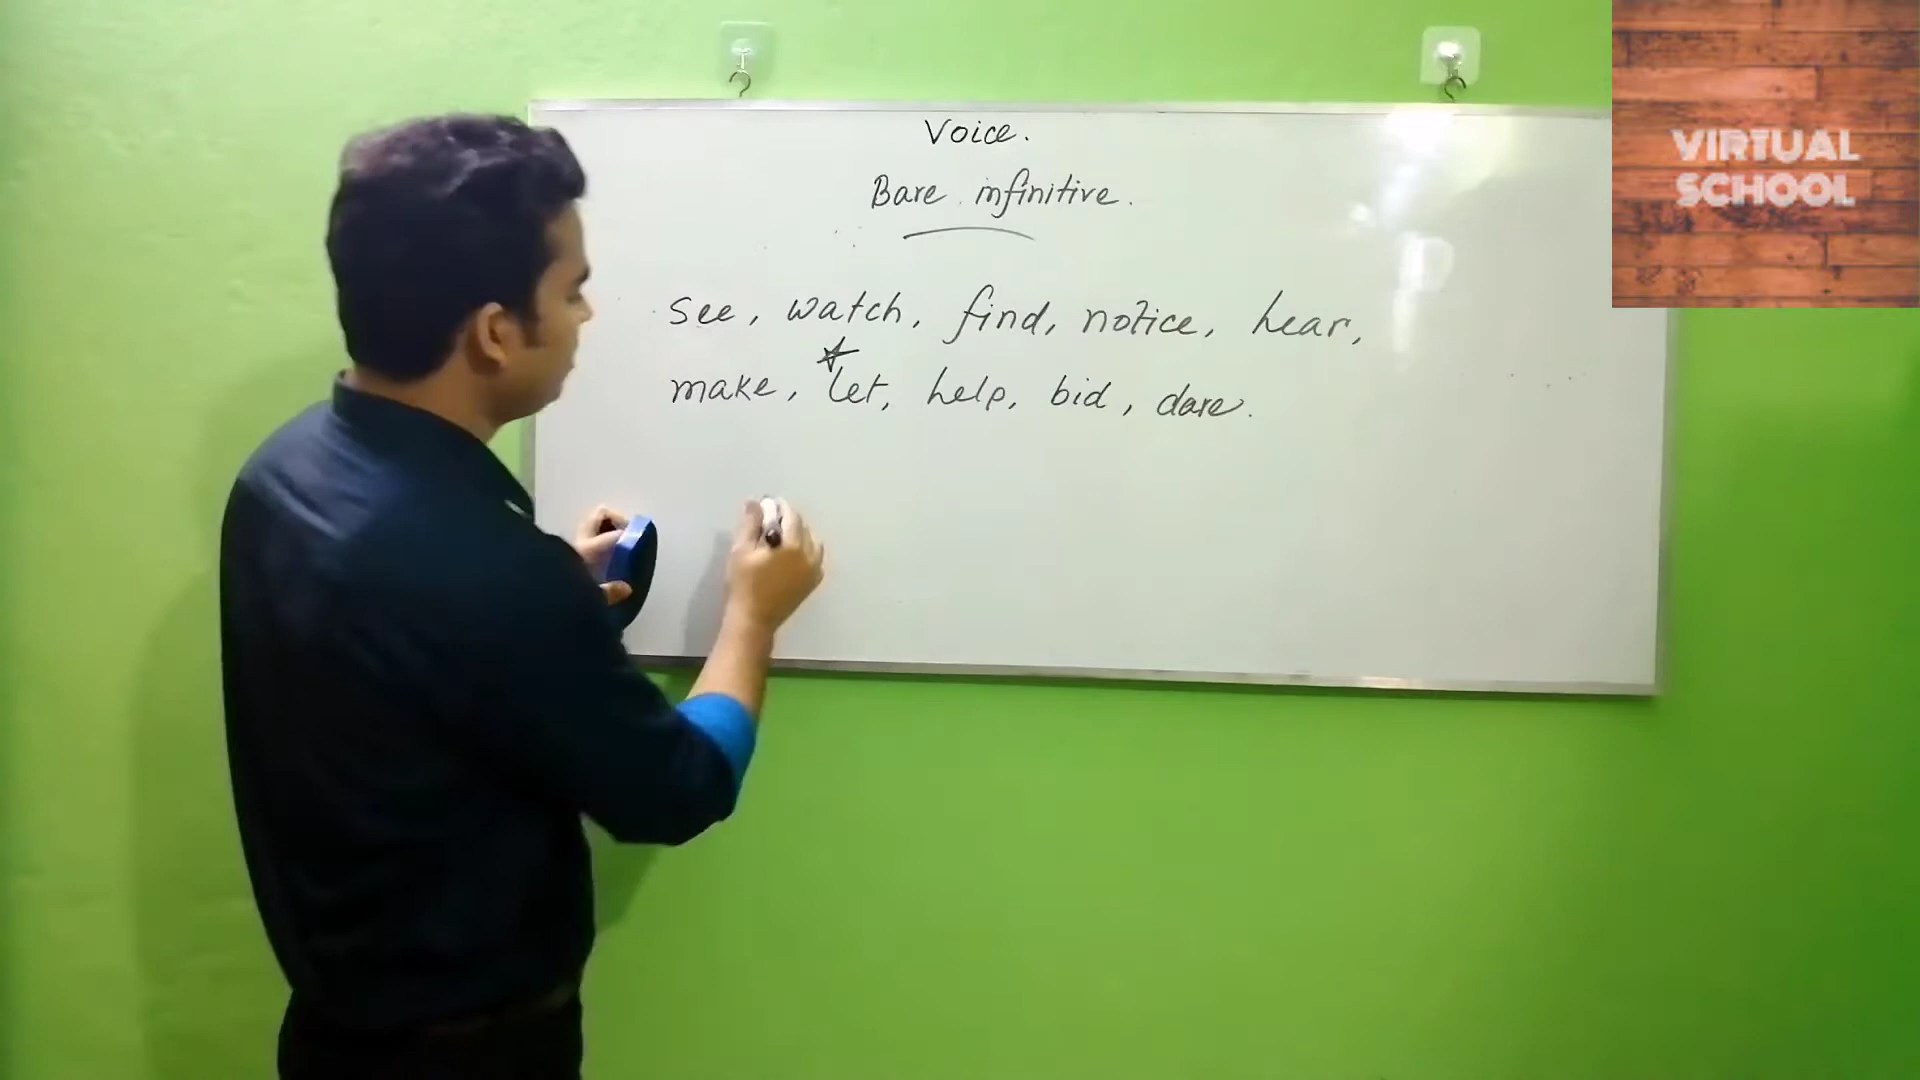 Voice.
Bare infinitive.
see, watch, find, notice, hear,
make, let, help, bid, dare.
VIRTUAL
SCHOOL